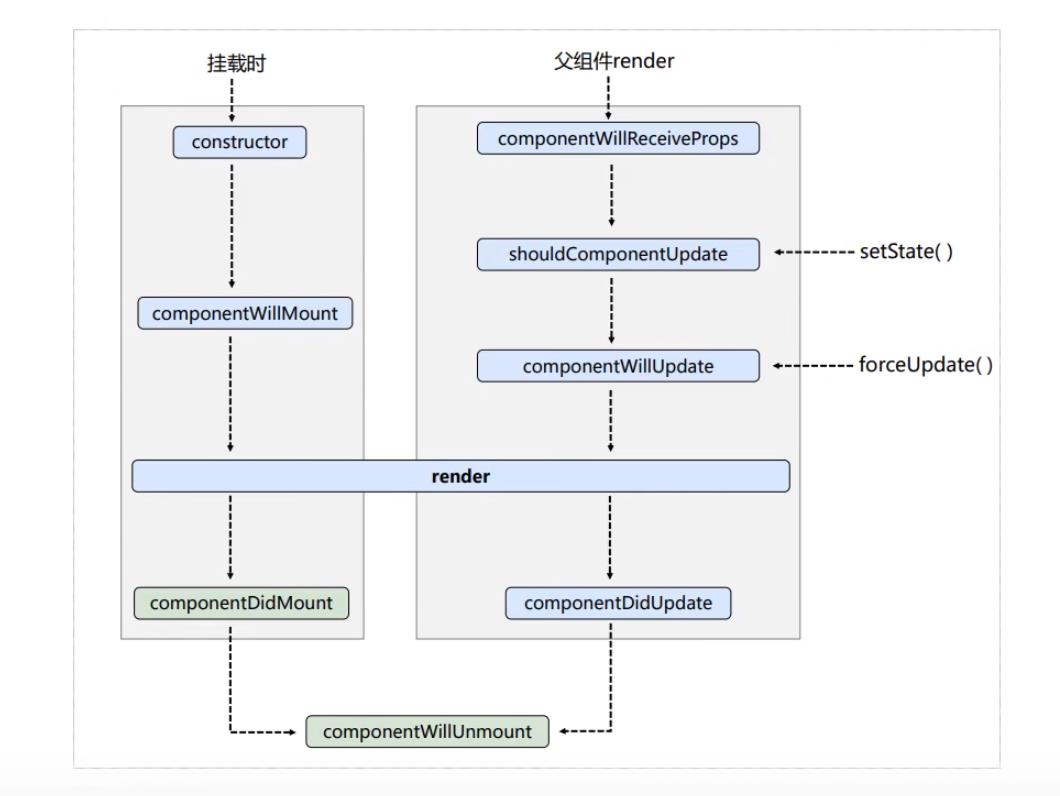 挂载时
父组件render
constructor
componentWillReceiveProps
shouldComponentUpdate
setState( )
componentWillMount
componentWillUpdate
forceUpdate( )
render
componentDidMount
componentDidUpdate
componentWillUnmount